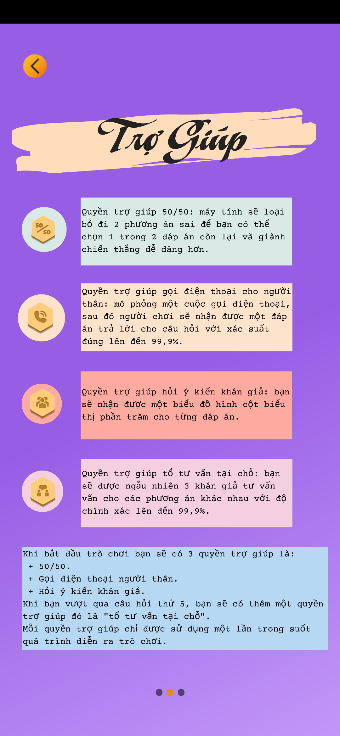 Trợ Giúp
50/50
Quyền trợ giúp 50/50: máy tính sẽ loại
bỏ đi 2 phương án sai để bạn có thể
chọn 1 trong 2 đáp án còn lại và giành
chiến thắng dễ dàng hơn.
Quyền trợ giúp gọi điện thoại cho người
thân: mô phỏng một cuộc gọi điện thoại,
sau đó người chơi sẽ nhận được một đáp
án trả lời cho câu hỏi với xác suất
đúng lên đến 99,9%.
Quyền trợ giúp hỏi ý kiến khán giả: bạn
sẽ nhận được một biểu đồ hình cột biểu
thị phần trăm cho từng đáp án.
Quyền trợ giúp tổ tư vấn tại chỗ: bạn
sẽ được ngẫu nhiên 3 khán giả tư vấn
vấn cho các phương án khác nhau với độ
chính xác lên đến 99,9%.
Khi bắt đầu trò chơi bạn sẽ có 3 quyền trợ giúp là:
+ 50/50.
+ Gọi điện thoại người thân.
+ Hỏi ý kiến khán giả.
Khi bạn vượt qua câu hỏi thứ 5, bạn sẽ có thêm một quyền
trợ giúp đó là "tổ tư vấn tại chỗ".
Mỗi quyền trợ giúp chỉ được sử dụng một lần trong suốt
quá trình diễn ra trò chơi.